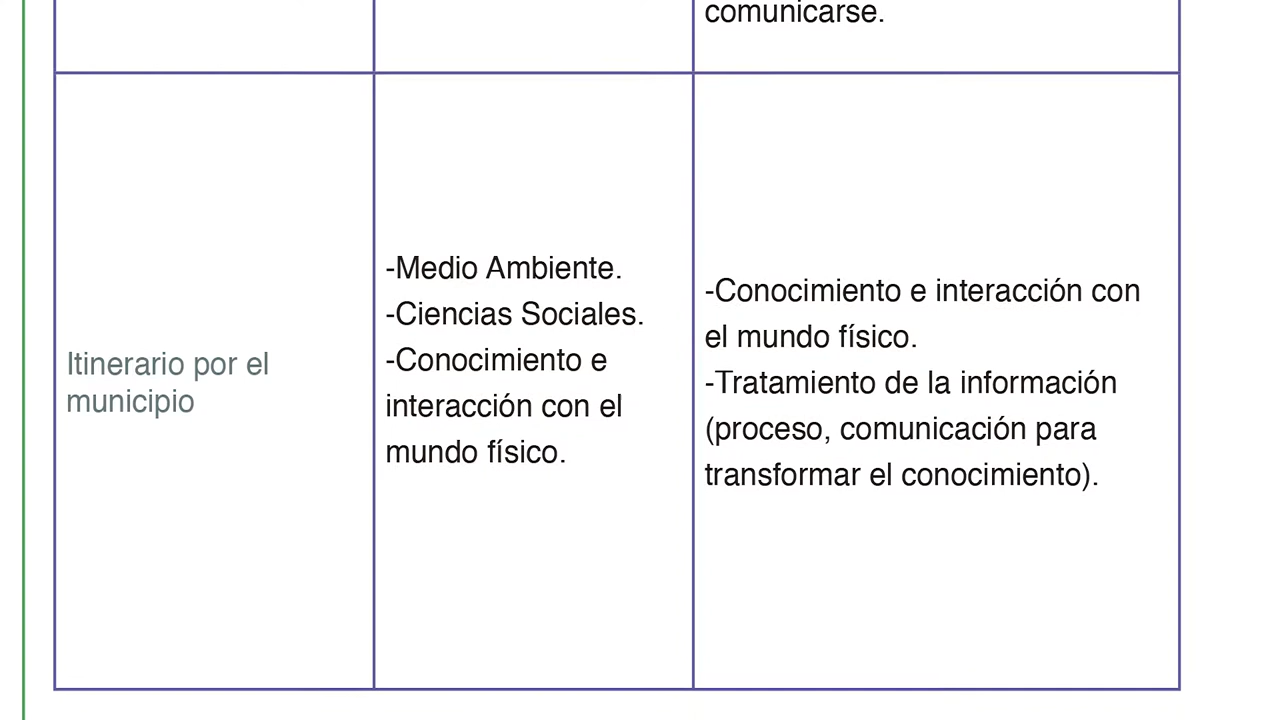 comunicarse.
Itinerario por el
municipio
-Medio Ambiente.
-Ciencias Sociales.
-Conocimiento e
interacción con el
mundo físico.
-Conocimiento e interacción con
el mundo físico.
-Tratamiento de la información
(proceso, comunicación para
transformar el conocimiento).